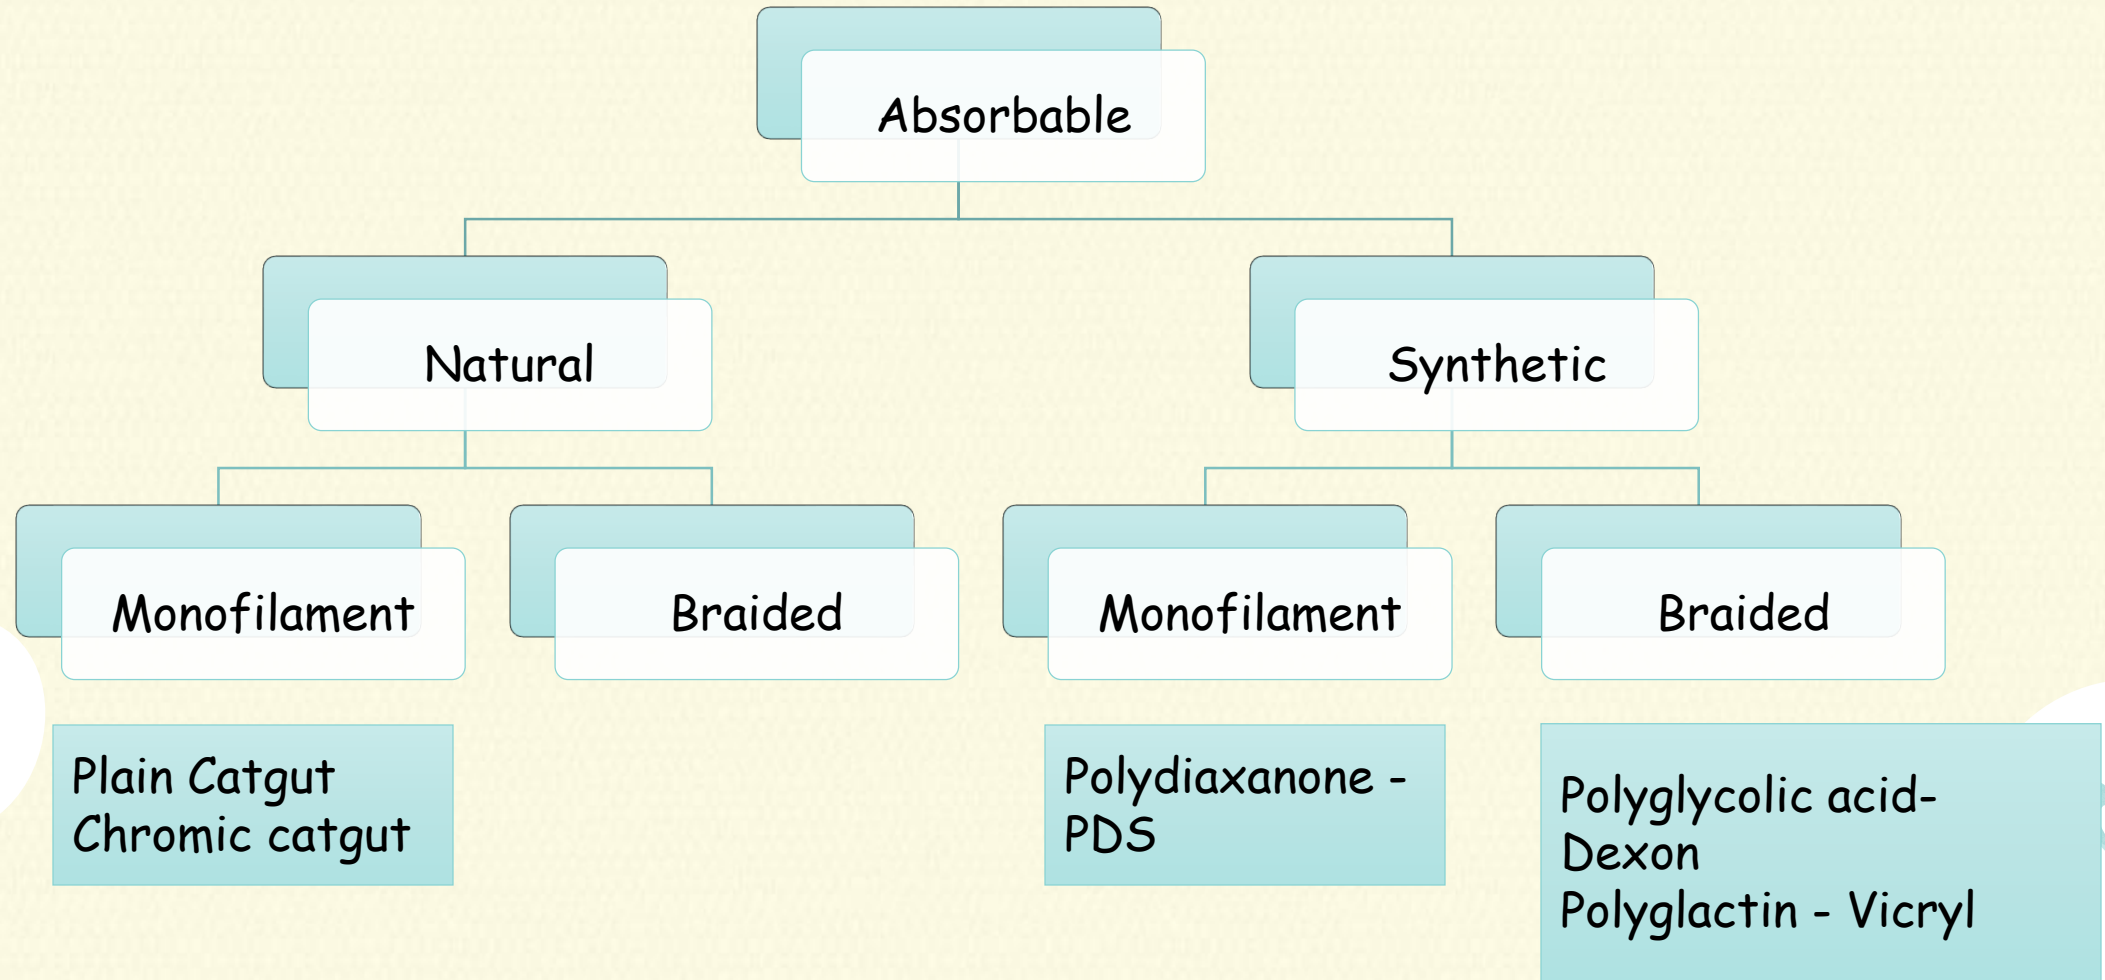 Absorbable
Natural
Synthetic
Monofilament
Braided
Monofilament
Braided
Plain Catgut
Chromic catgut
Polydiaxanone -
PDS
Polyglycolic acid-
Dexon
Polyglactin - Vicryl